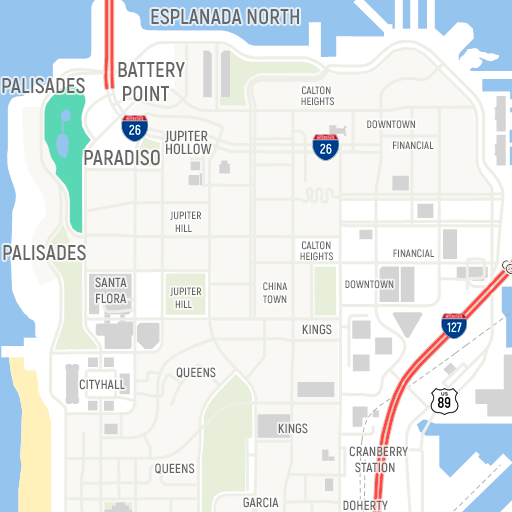 ESPLANADA NORTH
PALISADES
BATTERY
POINT
CALTON
HEIGHTS
26
DOWNTOWN
JUPITER
HOLLOW
26
FINANCIAL
PARADISO
JUPITER
HILL
PALISADES
CALTON
HEIGHTS
FINANCIAL
SANTA
FLORA
JUPITER
HILL
CHINA
TOWN
DOWNTOWN
KINGS
127
QUEENS
CITYHALL
US
89
KINGS
CRANBERRY
STATION
QUEENS
GARCIA
DOHERTY